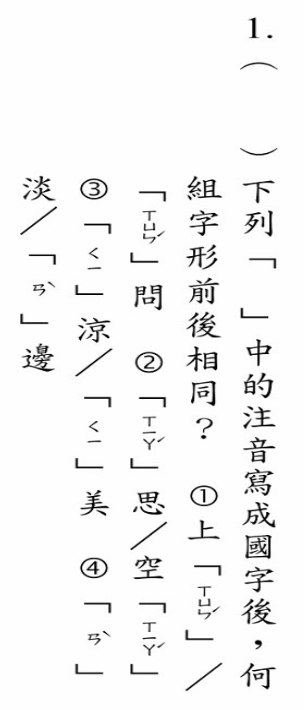 1.（　）下列「　」中的注音寫成國字後，何
組字形前後相同？　①上「ㄒㄩㄣˊ」／
「ㄒㄩㄣˊ」問　②「ㄒㄧㄚˊ」思／空「ㄒㄧㄚˊ」
③「ㄑㄧ」涼／「ㄑㄧ」美　④「ㄢˋ」
淡／「ㄢˋ」邊